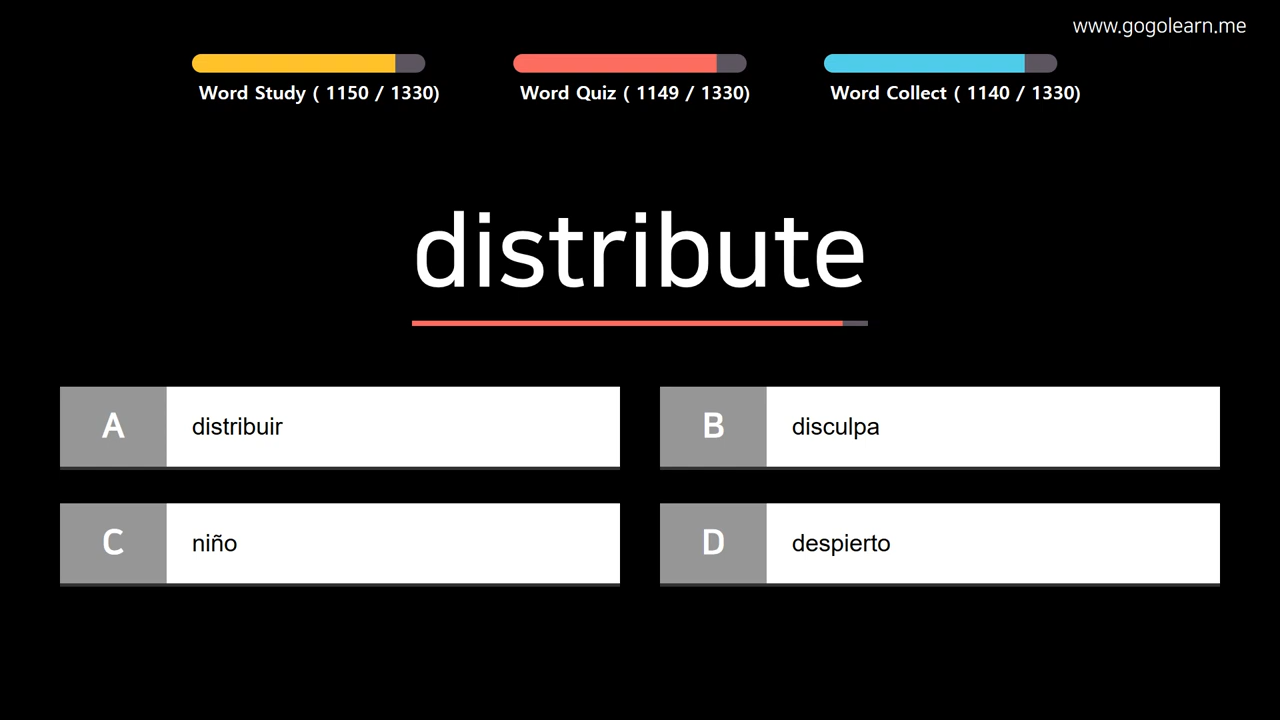 www.gogolearn.me
Word Study ( 1150 / 1330)
Word Quiz ( 1149 / 1330)
Word Collect ( 1140 / 1330)
distribute
A distribuir
B disculpa
C niño
D despierto